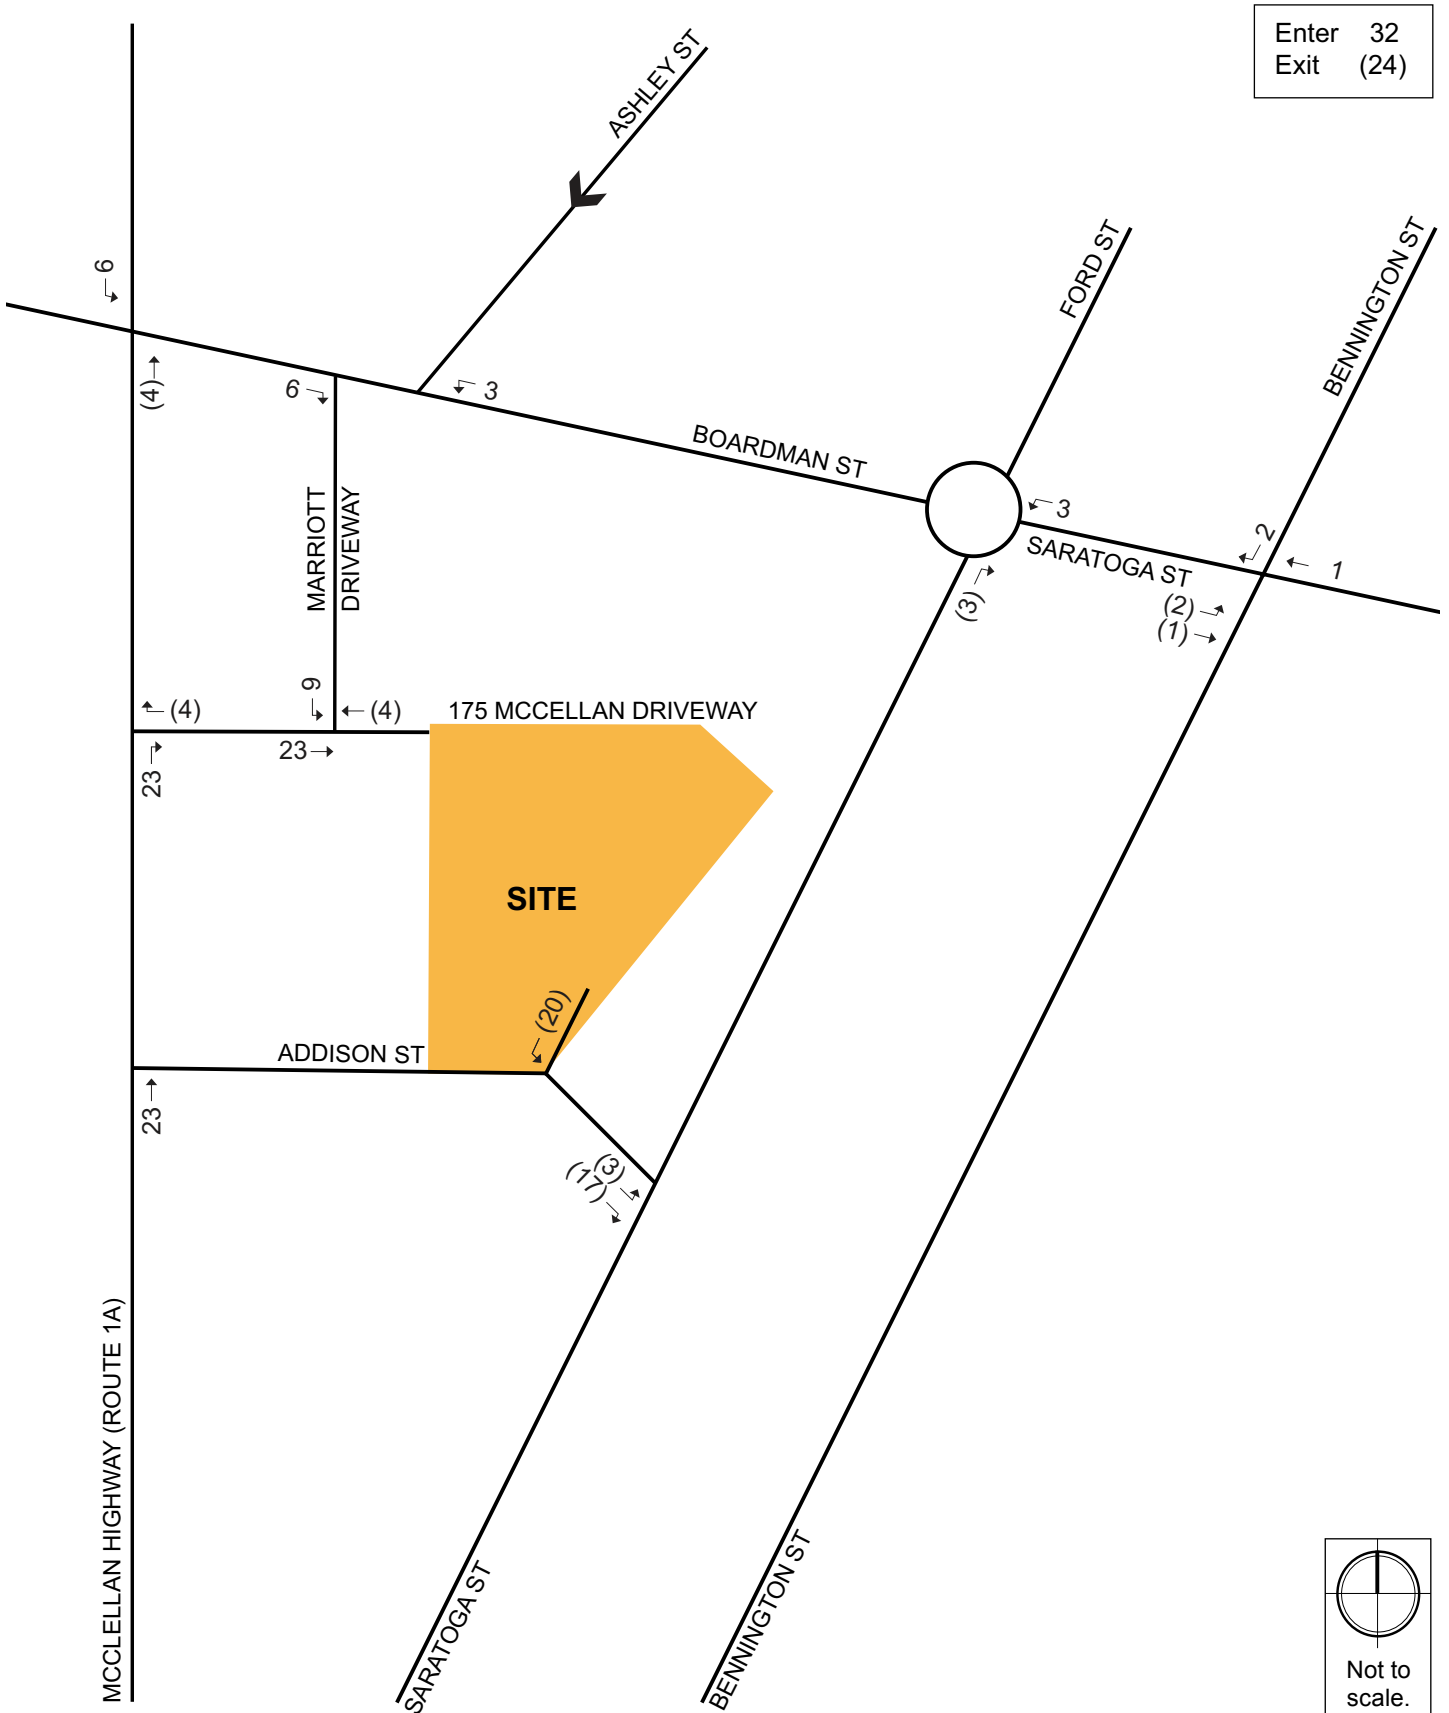 Enter 32
Exit (24)
ASHLEY ST
FORD ST
BENNINGTON ST
6
(4)
6
3
BOARDMAN ST
3
SARATOGA ST
2
1
(2)
(1)
(3)
MARRIOTT
DRIVEWAY
9
(4)
(4)
175 MCCELLAN DRIVEWAY
23
23
SITE
(20)
ADDISON ST
23
(3)
(17)
MCCLELLAN HIGHWAY (ROUTE 1A)
SARATOGA ST
BENNINGTON ST
Not to
scale.